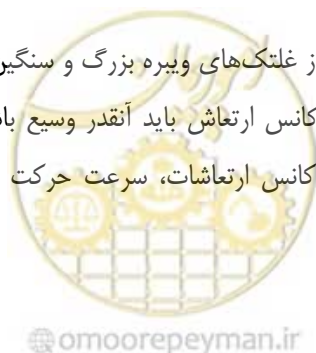 ز غلتک‌های ویبره بزرگ و سنگین
کانس ارتعاش باید آنقدر وسیع با
کانس ارتعاشات، سرعت حرکت
omoorepeyman.ir